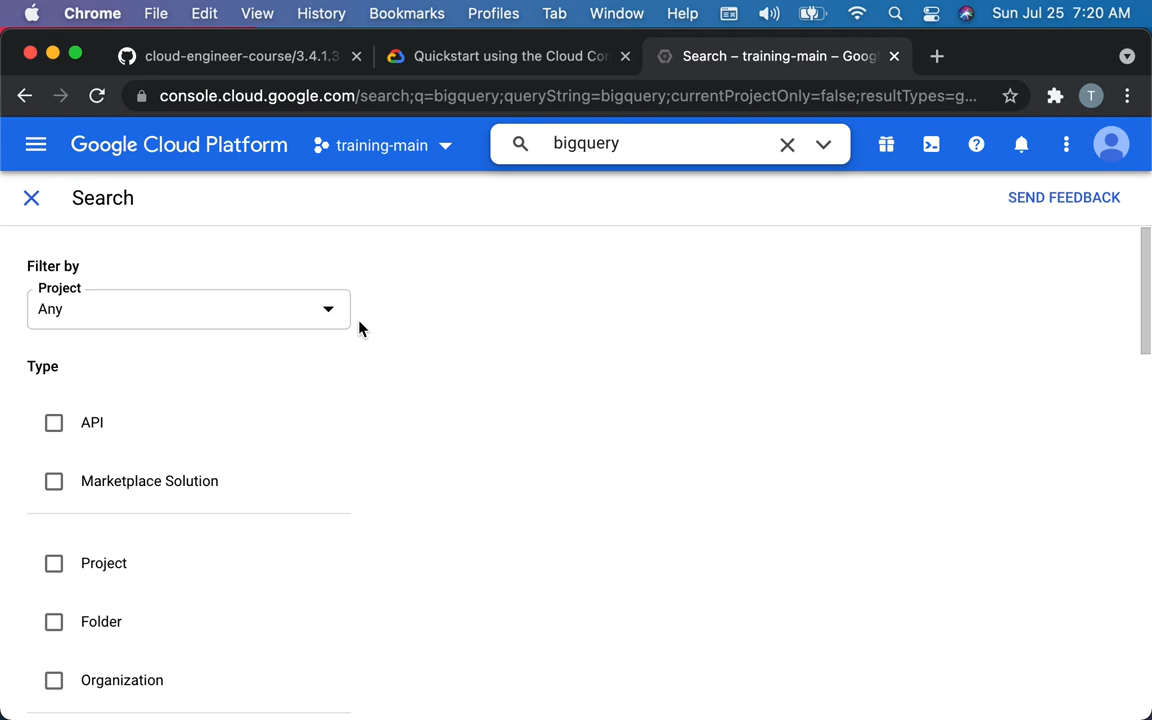 Chrome File Edit View History Bookmarks Profiles Tab Window Help Sun Jul 25 7:20 AM
cloud-engineer-course/3.4.1.3 Quickstart using the Cloud Con Search – training-main – Goog
console.cloud.google.com/search;q=bigquery;queryString=bigquery;currentProjectOnly=false;resultTypes=g... T
Google Cloud Platform training-main bigquery
Search SEND FEEDBACK
Filter by
Project
Any
Type
API
Marketplace Solution
Project
Folder
Organization